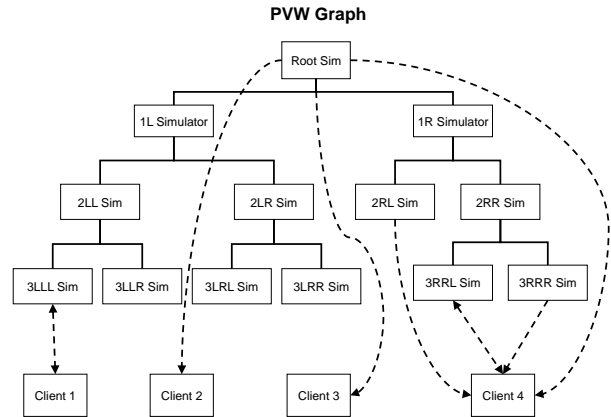 PVW Graph
Root Sim
1L Simulator
1R Simulator
2LL Sim
2LR Sim
2RL Sim
2RR Sim
3LLL Sim
3LLR Sim
3LRL Sim
3LRR Sim
3RRL Sim
3RRR Sim
Client 1
Client 2
Client 3
Client 4